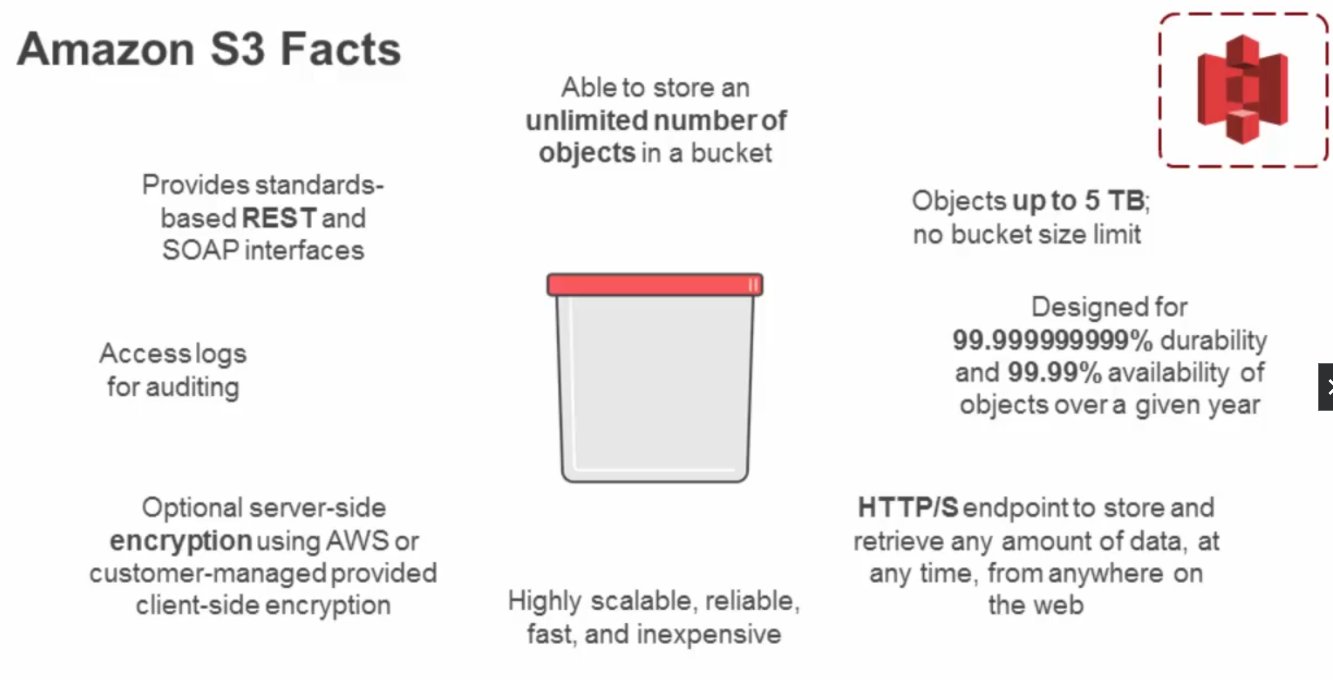 Amazon S3 Facts
Able to store an
unlimited number of
objects in a bucket
Provides standards-
based REST and
SOAP interfaces
Objects up to 5 TB;
no bucket size limit
Access logs
for auditing
Designed for
99.999999999% durability
and 99.99% availability of
objects over a given year
Optional server-side
encryption using AWS or
customer-managed provided
client-side encryption
Highly scalable, reliable,
fast, and inexpensive
HTTP/S endpoint to store and
retrieve any amount of data, at
any time, from anywhere on
the web